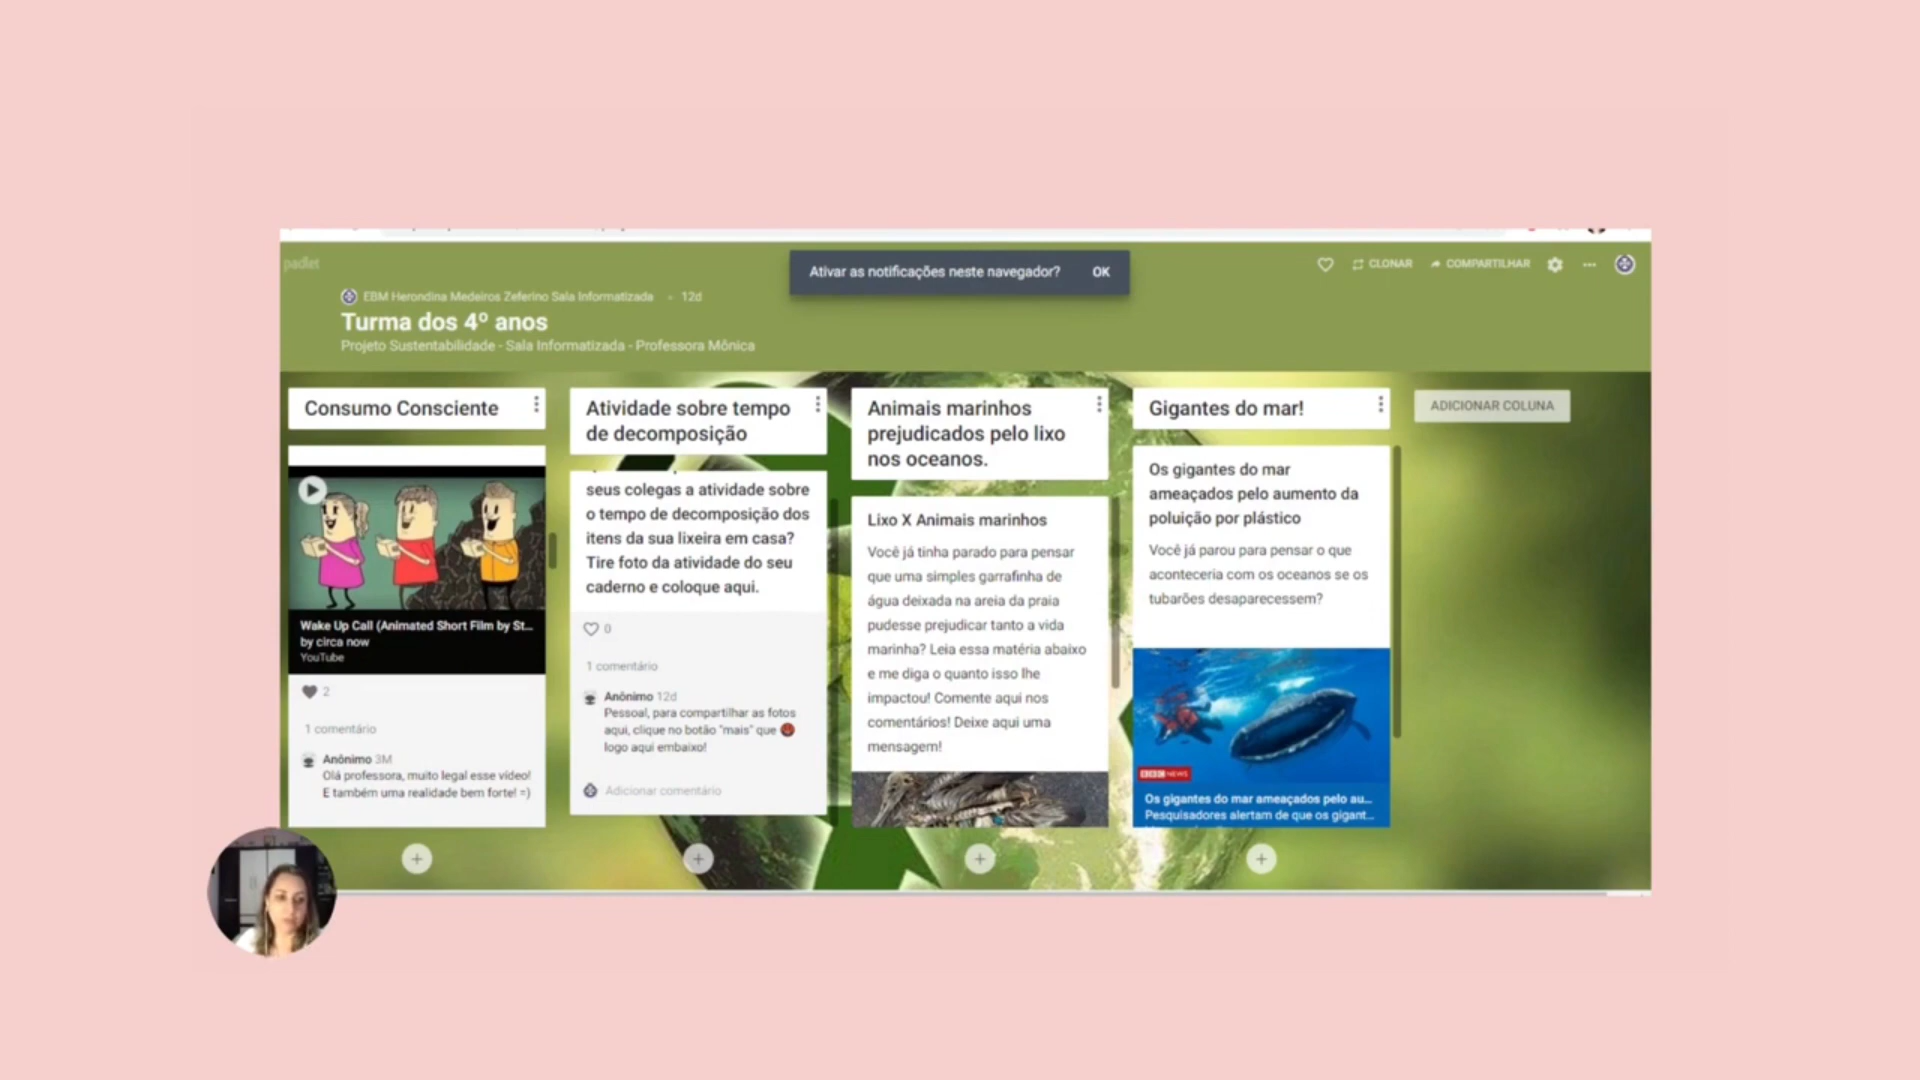 padlet
Ativar as notificações neste navegador? OK
CLONAR
COMPARTILHAR
EBM Herondina Medeiros Zeferino Sala Informatizada
12d
Turma dos 4º anos
Projeto Sustentabilidade - Sala Informatizada - Professora Mônica
Consumo Consciente
Wake Up Call (Animated Short Film by St...
by circa now
YouTube
2
1 comentário
Anônimo 3M
Olá professora, muito legal esse vídeo!
E também uma realidade bem forte! =)
Atividade sobre tempo
de decomposição
seus colegas a atividade sobre
o tempo de decomposição dos
itens da sua lixeira em casa?
Tire foto da atividade do seu
caderno e coloque aqui.
0
1 comentário
Anônimo 12d
Pessoal, para compartilhar as fotos
aqui, clique no botão "mais" que
logo aqui embaixo!
Adicionar comentário
Animais marinhos
prejudicados pelo lixo
nos oceanos.
Lixo X Animais marinhos
Você já tinha parado para pensar
que uma simples garrafinha de
água deixada na areia da praia
pudesse prejudicar tanto a vida
marinha? Leia essa matéria abaixo
e me diga o quanto isso lhe
impactou! Comente aqui nos
comentários! Deixe aqui uma
mensagem!
Gigantes do mar!
Os gigantes do mar
ameaçados pelo aumento da
poluição por plástico
Você já parou para pensar o que
aconteceria com os oceanos se os
tubarões desaparecessem?
BBC NEWS
Os gigantes do mar ameaçados pelo au...
Pesquisadores alertam de que os gigant...
ADICIONAR COLUNA